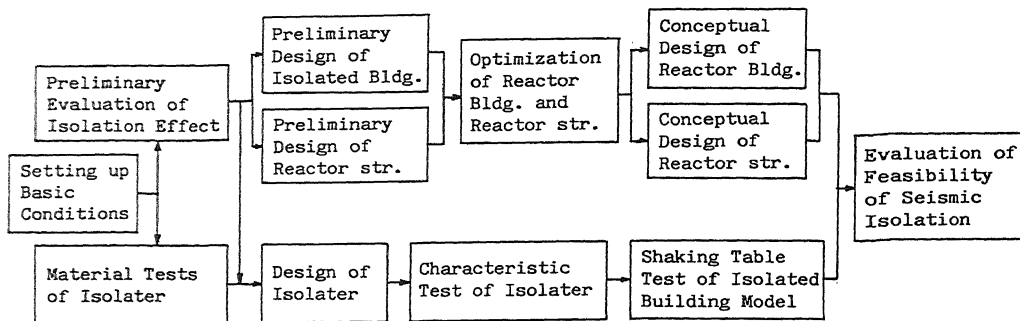 Setting up
Basic
Conditions
Preliminary
Evaluation of
Isolation Effect
Material Tests
of Isolater
Preliminary
Design of
Isolated Bldg.
Preliminary
Design of
Reactor str.
Optimization
of Reactor
Bldg. and
Reactor str.
Conceptual
Design of
Reactor Bldg.
Conceptual
Design of
Reactor str.
Design of
Isolater
Characteristic
Test of Isolater
Shaking Table
Test of Isolated
Building Model
Evaluation of
Feasibility
of Seismic
Isolation